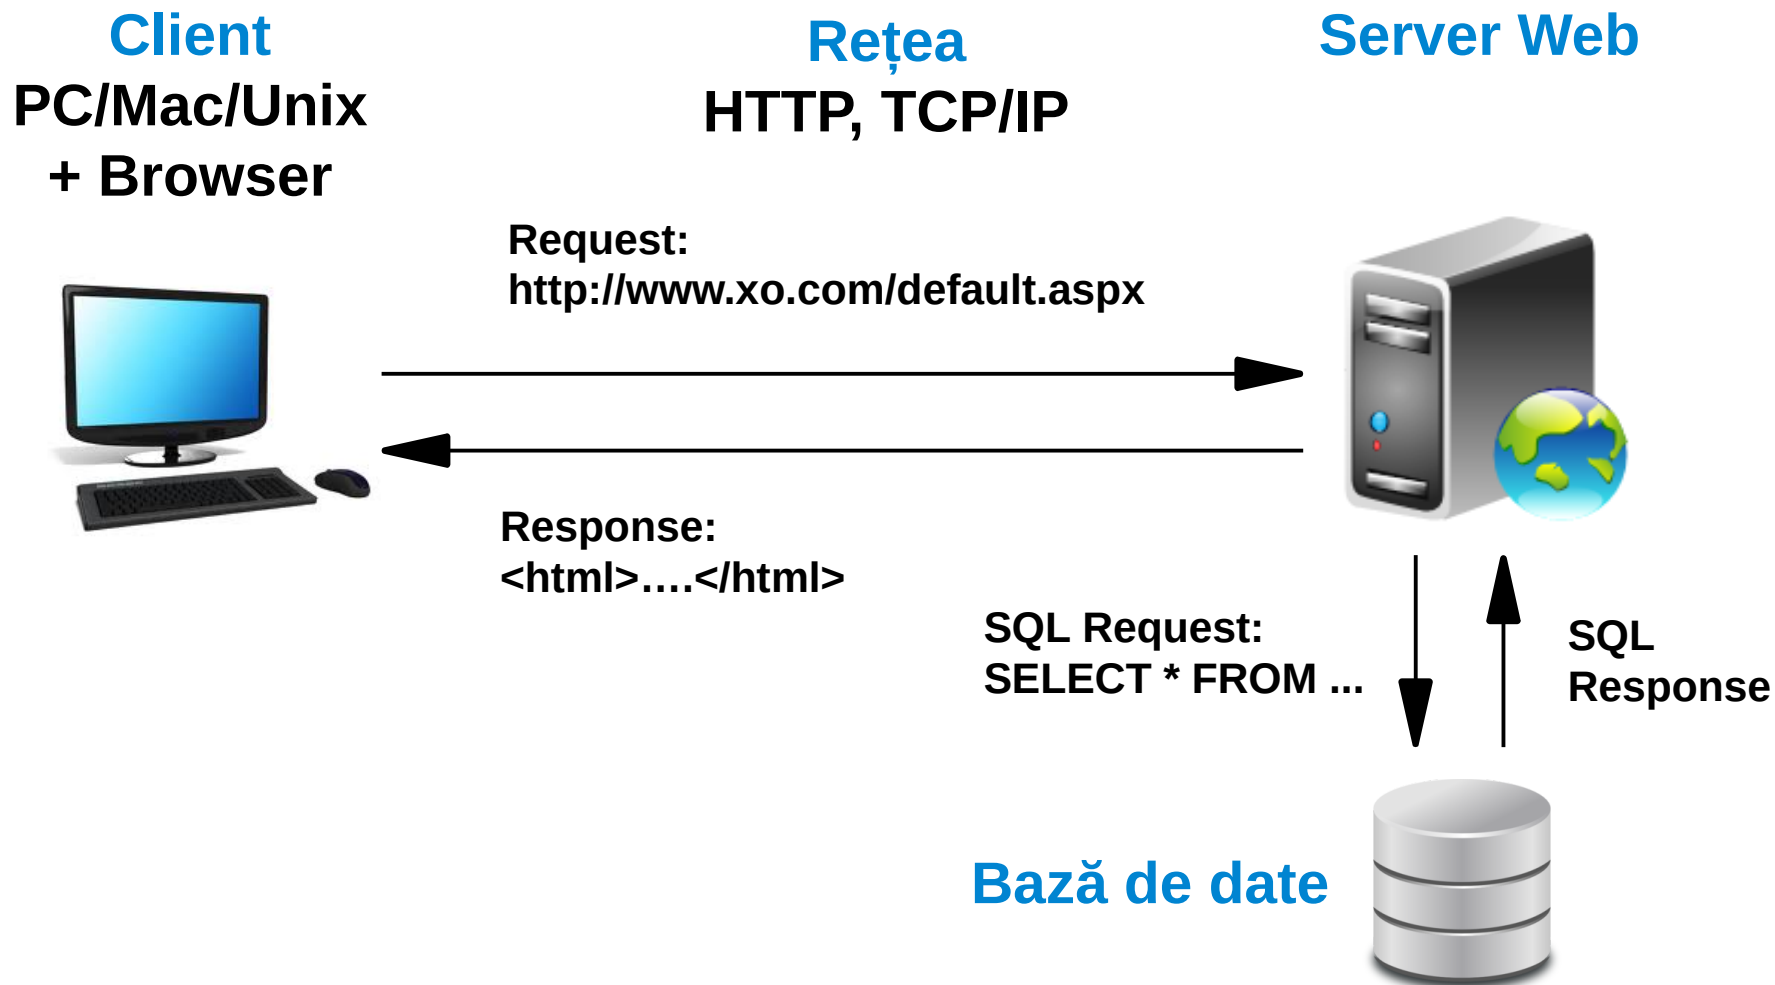 Client
PC/Mac/Unix
+ Browser
Rețea
HTTP, TCP/IP
Server Web
Request:
http://www.xo.com/default.aspx
Response:
<html>….</html>
SQL Request:
SELECT * FROM ...
SQL
Response
Bază de date